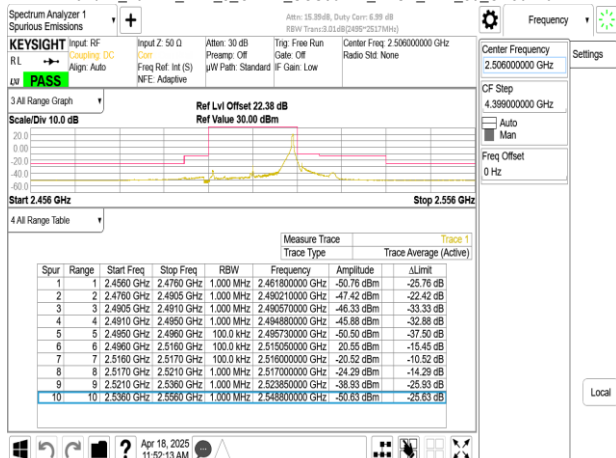 Spectrum Analyzer 1
Spurious Emissions
Attn: 15.39dB, Duty Corr: 6.99 dB
RBW Trans:3.01dB(2495~2517MHz)
Frequency
KEYSIGHT Input: RF Input Z: 50 Ω Atten: 30 dB Trig: Free Run Center Freq: 2.506000000 GHz
RL Coupling: DC Corr Preamp: Off Gate: Off Radio Std: None
Align: Auto Freq Ref: Int (S) µW Path: Standard IF Gain: Low
LXI PASS NFE: Adaptive
Center Frequency
2.506000000 GHz
Settings
CF Step
4.399000000 GHz
Auto
Man
Freq Offset
0 Hz
3 All Range Graph
Ref Lvl Offset 22.38 dB
Scale/Div 10.0 dB Ref Value 30.00 dBm
20.0
0.00
-20.0
-40.0
-60.0
Start 2.456 GHz Stop 2.556 GHz
4 All Range Table
Measure Trace Trace 1
Trace Type Trace Average (Active)
Spur Range Start Freq Stop Freq RBW Frequency Amplitude ΔLimit
1 1 2.4560 GHz 2.4760 GHz 1.000 MHz 2.461800000 GHz -50.76 dBm -25.76 dB
2 2 2.4760 GHz 2.4905 GHz 1.000 MHz 2.490210000 GHz -47.42 dBm -22.42 dB
3 3 2.4905 GHz 2.4910 GHz 1.000 MHz 2.490570000 GHz -46.33 dBm -33.33 dB
4 4 2.4910 GHz 2.4950 GHz 1.000 MHz 2.494880000 GHz -45.88 dBm -32.88 dB
5 5 2.4950 GHz 2.4960 GHz 100.0 kHz 2.495730000 GHz -50.50 dBm -37.50 dB
6 6 2.4960 GHz 2.5160 GHz 100.0 kHz 2.515050000 GHz 20.55 dBm -15.45 dB
7 7 2.5160 GHz 2.5170 GHz 100.0 kHz 2.516000000 GHz -20.52 dBm -10.52 dB
8 8 2.5170 GHz 2.5210 GHz 1.000 MHz 2.517000000 GHz -24.29 dBm -14.29 dB
9 9 2.5210 GHz 2.5360 GHz 1.000 MHz 2.523850000 GHz -38.93 dBm -25.93 dB
10 10 2.5360 GHz 2.5560 GHz 1.000 MHz 2.548800000 GHz -50.63 dBm -25.63 dB
Local
Apr 18, 2025
11:52:13 AM